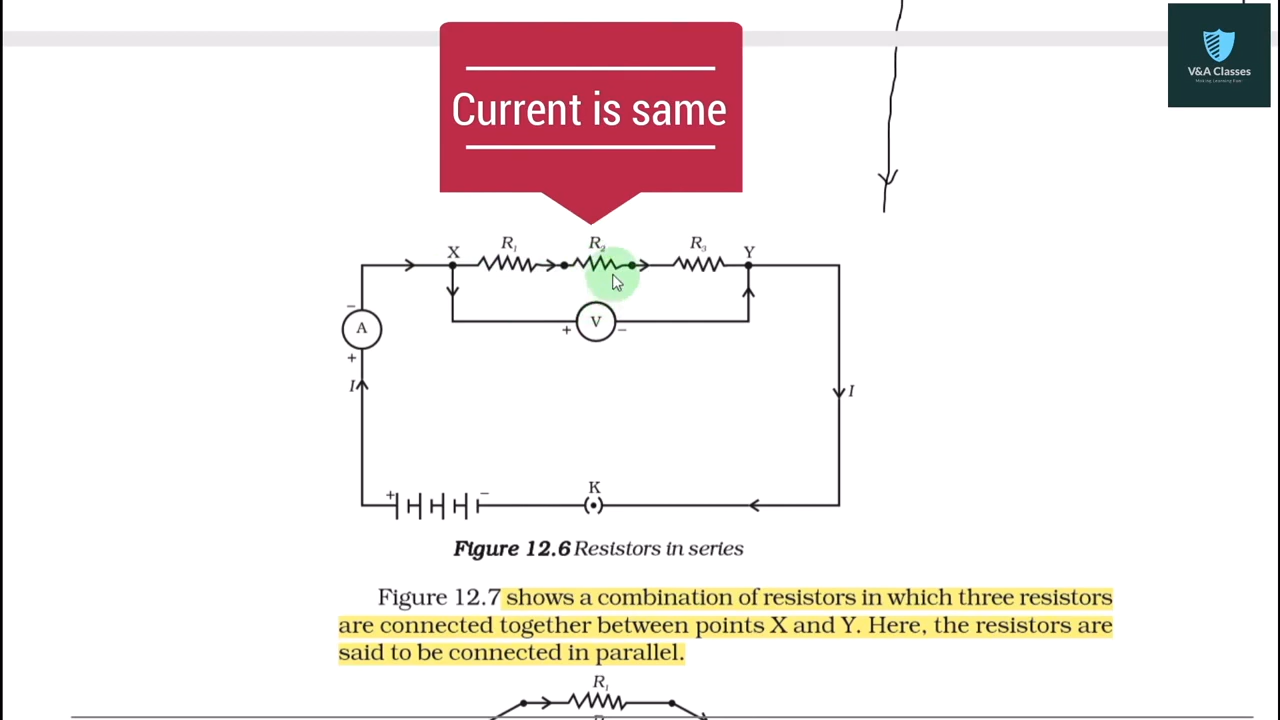 V&A Classes
Current is same
R₁ R₂ R₃
X Y
+ V −
−
A
+
I
I
K
+ −
Figure 12.6 Resistors in series
Figure 12.7 shows a combination of resistors in which three resistors
are connected together between points X and Y. Here, the resistors are
said to be connected in parallel.
R₁